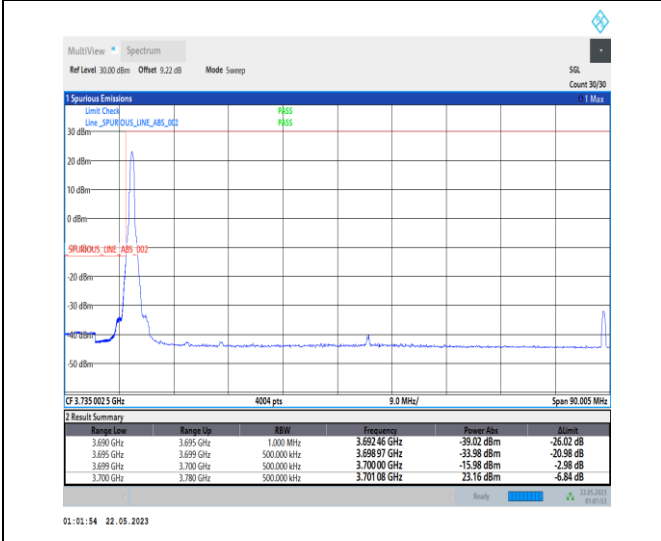 MultiView Spectrum
Ref Level 30.00 dBm Offset 9.22 dB Mode Sweep SGL
Count 30/30
1 Spurious Emissions 1 Max
Limit Check PASS
Line _SPURIOUS_LINE_ABS_002 PASS
30 dBm
20 dBm
10 dBm
0 dBm
_SPURIOUS_LINE_ABS_002
-20 dBm
-30 dBm
-40 dBm
-50 dBm
CF 3.735 002 5 GHz 4004 pts 9.0 MHz/ Span 90.005 MHz
2 Result Summary
Range Low Range Up RBW Frequency Power Abs ΔLimit
3.690 GHz 3.695 GHz 1.000 MHz 3.692 46 GHz -39.02 dBm -26.02 dB
3.695 GHz 3.699 GHz 500.000 kHz 3.698 97 GHz -33.98 dBm -20.98 dB
3.699 GHz 3.700 GHz 500.000 kHz 3.700 00 GHz -15.98 dBm -2.98 dB
3.700 GHz 3.780 GHz 500.000 kHz 3.701 08 GHz 23.16 dBm -6.84 dB
Ready 22.05.2023
01:01:53
01:01:54 22.05.2023